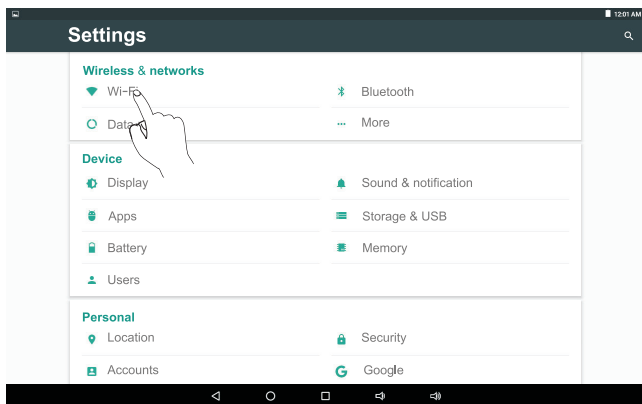 12:01 AM
Settings
Wireless & networks
Wi-Fi
Bluetooth
Data
More
Device
Display
Sound & notification
Apps
Storage & USB
Battery
Memory
Users
Personal
Location
Security
Accounts
Google